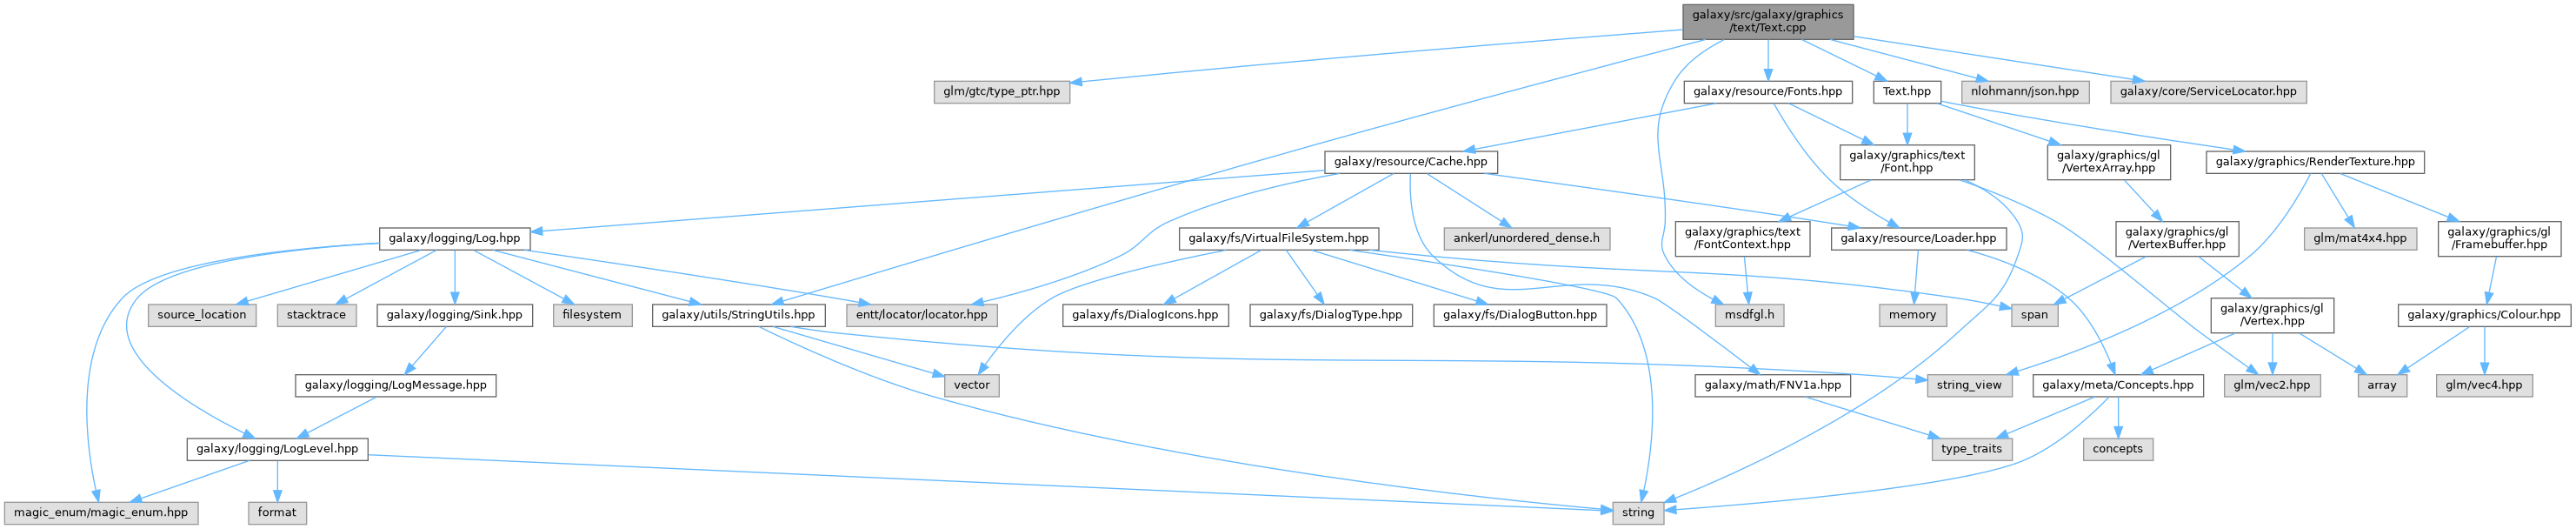 galaxy/src/galaxy/graphics
/text/Text.cpp
glm/gtc/type_ptr.hpp
galaxy/resource/Fonts.hpp
Text.hpp
nlohmann/json.hpp
galaxy/core/ServiceLocator.hpp
galaxy/resource/Cache.hpp
galaxy/graphics/text
/Font.hpp
galaxy/graphics/gl
/VertexArray.hpp
galaxy/graphics/RenderTexture.hpp
galaxy/logging/Log.hpp
galaxy/fs/VirtualFileSystem.hpp
ankerl/unordered_dense.h
galaxy/graphics/text
/FontContext.hpp
galaxy/resource/Loader.hpp
galaxy/graphics/gl
/VertexBuffer.hpp
glm/mat4x4.hpp
galaxy/graphics/gl
/Framebuffer.hpp
source_location
stacktrace
galaxy/logging/Sink.hpp
filesystem
galaxy/utils/StringUtils.hpp
entt/locator/locator.hpp
galaxy/fs/DialogIcons.hpp
galaxy/fs/DialogType.hpp
galaxy/fs/DialogButton.hpp
msdfgl.h
memory
span
galaxy/graphics/gl
/Vertex.hpp
galaxy/graphics/Colour.hpp
galaxy/logging/LogMessage.hpp
vector
galaxy/math/FNV1a.hpp
string_view
galaxy/meta/Concepts.hpp
glm/vec2.hpp
array
glm/vec4.hpp
galaxy/logging/LogLevel.hpp
type_traits
concepts
magic_enum/magic_enum.hpp
format
string